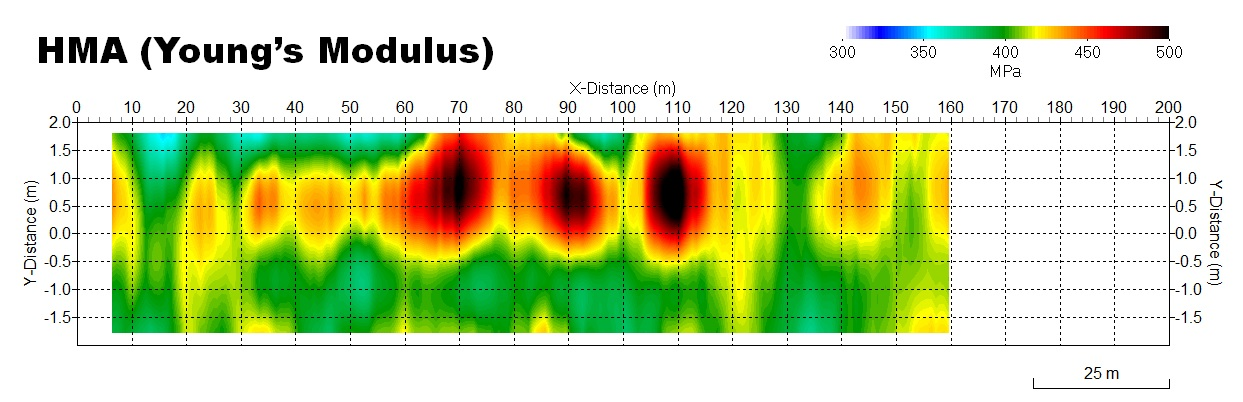 HMA (Young's Modulus)
300 350 400 450 500
MPa
X-Distance (m)
0 10 20 30 40 50 60 70 80 90 100 110 120 130 140 150 160 170 180 190 200
2.0 2.0
1.5 1.5
1.0 1.0
0.5 0.5
0.0 0.0
-0.5 -0.5
-1.0 -1.0
-1.5 -1.5
Y-Distance (m)
Y-Distance (m)
25 m